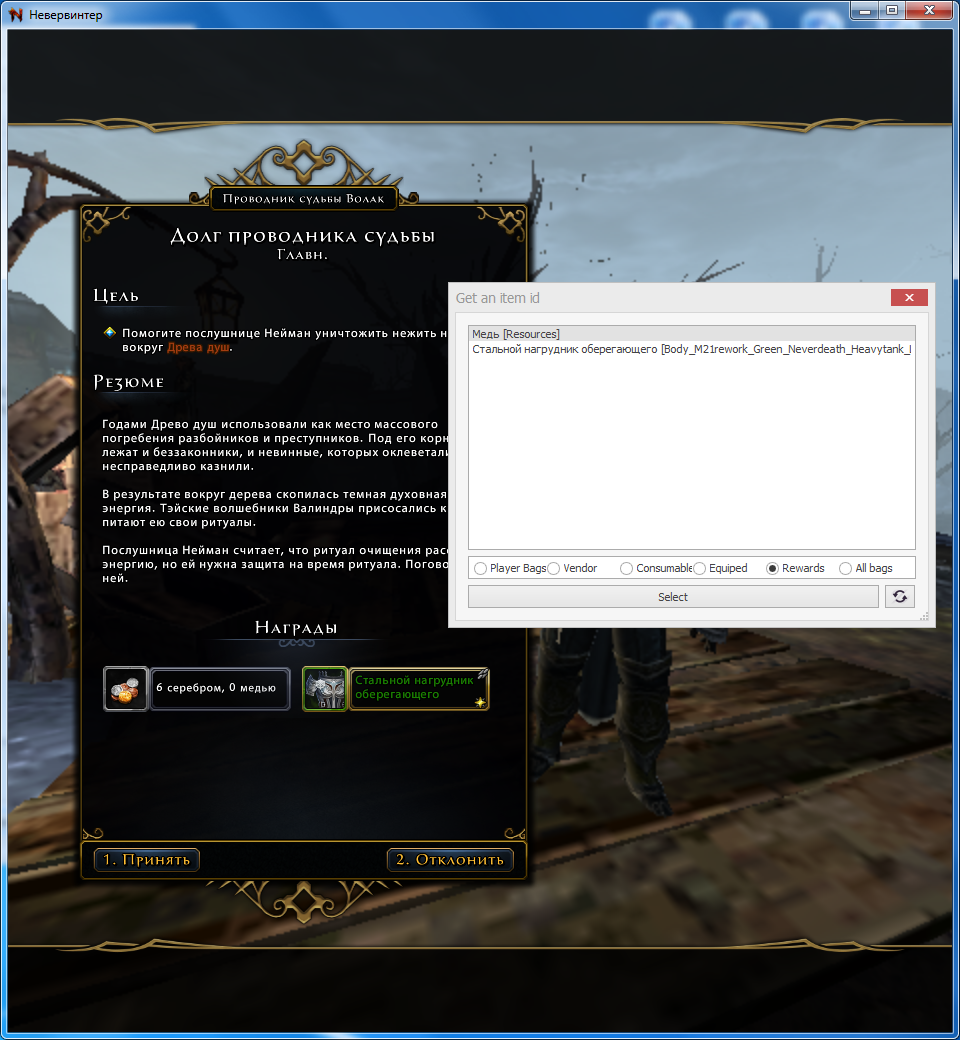 Невервинтер
Проводник судьбы Волак
Долг проводника судьбы
Главн.
Цель
Помогите послушнице Нейман уничтожить нежить н
вокруг Древа душ.
Резюме
Годами Древо душ использовали как место массового
погребения разбойников и преступников. Под его корн
лежат и беззаконники, и невинные, которых оклеветали
несправедливо казнили.
В результате вокруг дерева скопилась темная духовная
энергия. Тэйские волшебники Валиндры присосались к
питают ею свои ритуалы.
Послушница Нейман считает, что ритуал очищения расс
энергию, но ей нужна защита на время ритуала. Погово
ней.
Награды
6 серебром, 0 медью
Стальной нагрудник
оберегающего
1. Принять
2. Отклонить
Get an item id
Медь [Resources]
Стальной нагрудник оберегающего [Body_M21rework_Green_Neverdeath_Heavytank_
Player Bags Vendor Consumable Equiped Rewards All bags
Select